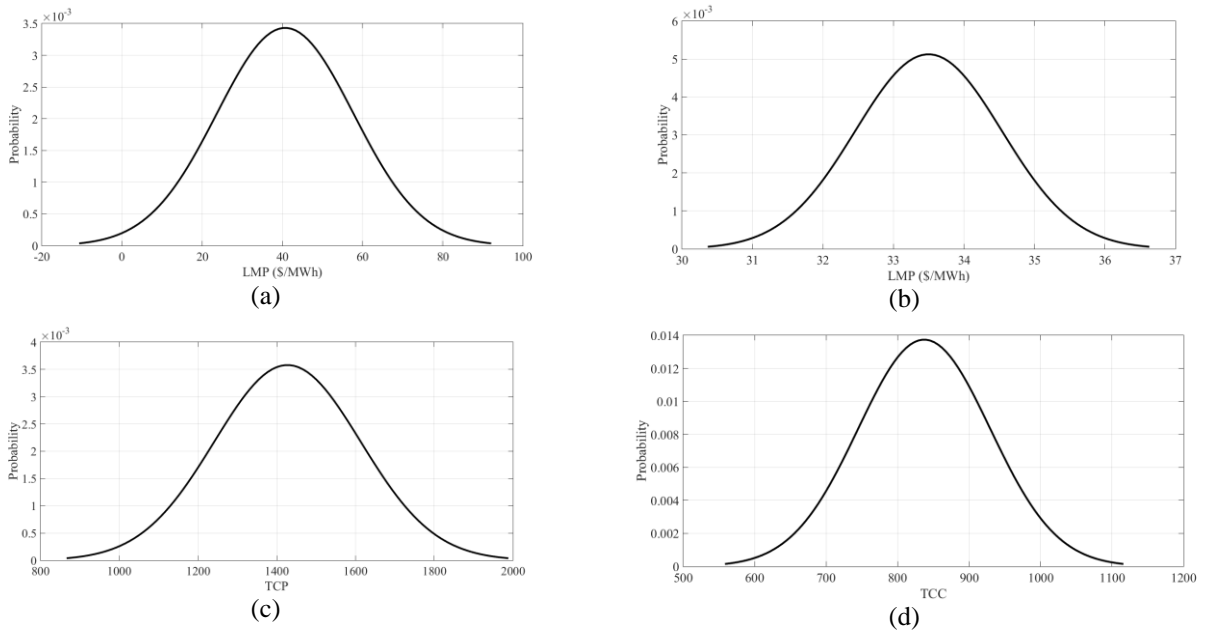 ×10⁻³
3.5
3
2.5
2
1.5
1
0.5
0
Probability
-20 0 20 40 60 80 100
LMP ($/MWh)
(a)
×10⁻³
6
5
4
3
2
1
0
Probability
30 31 32 33 34 35 36 37
LMP ($/MWh)
(b)
×10⁻³
4
3.5
3
2.5
2
1.5
1
0.5
0
Probability
800 1000 1200 1400 1600 1800 2000
TCP
(c)
0.014
0.012
0.01
0.008
0.006
0.004
0.002
0
Probability
500 600 700 800 900 1000 1100 1200
TCC
(d)